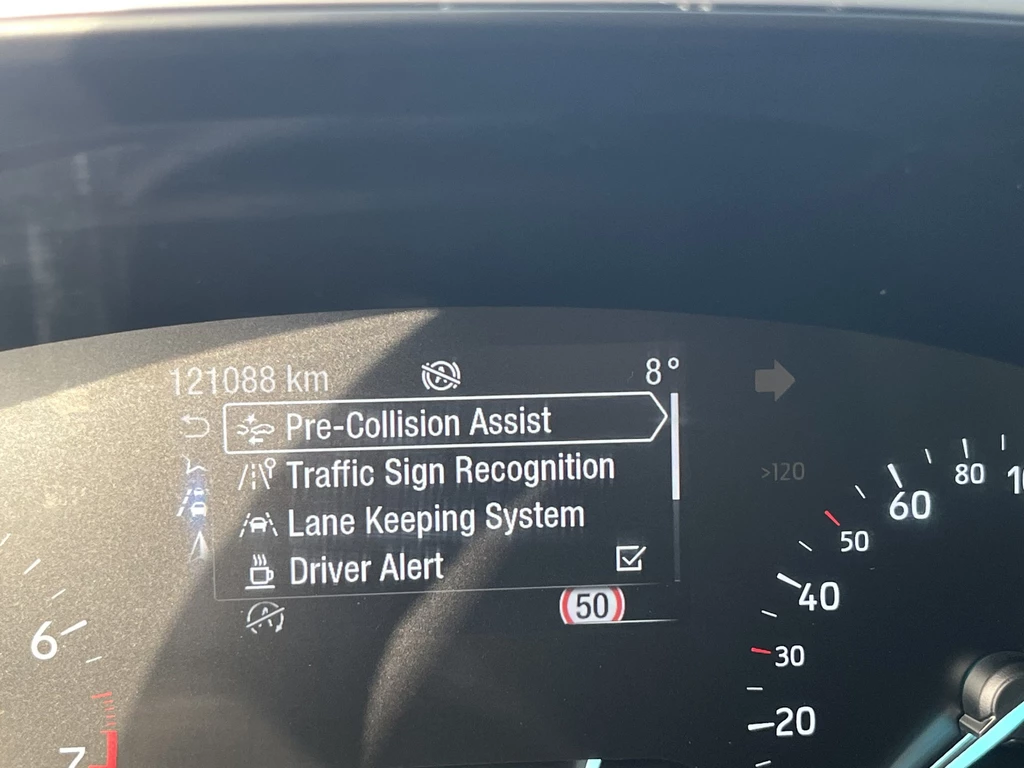 121088 km
8°
Pre-Collision Assist
Traffic Sign Recognition
Lane Keeping System
Driver Alert
50
>120
6
7
20
30
40
50
60
80